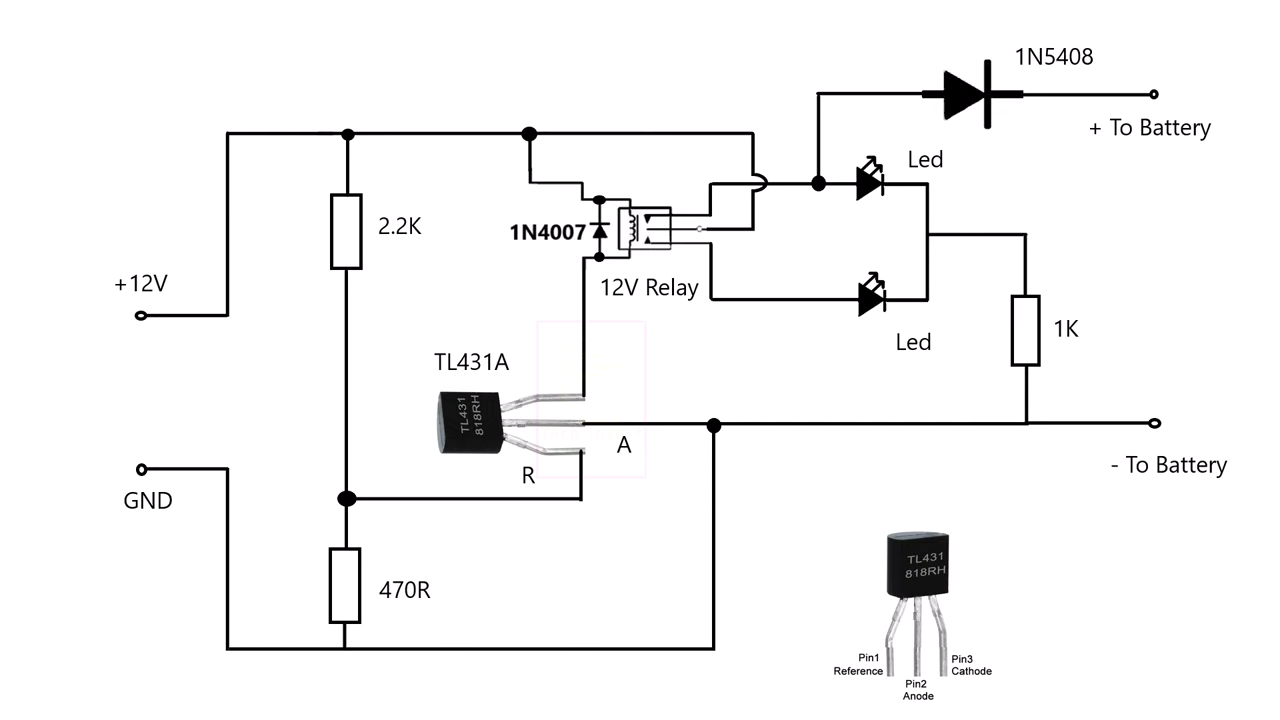 1N5408
+ To Battery
Led
2.2K
1N4007
+12V
12V Relay
Led
1K
TL431A
TL431
818RH
A
R
- To Battery
GND
470R
TL431
818RH
Pin1
Reference
Pin2
Anode
Pin3
Cathode